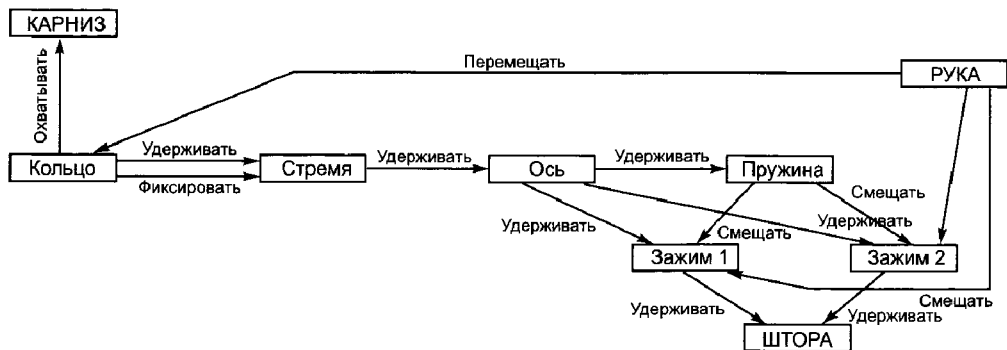 КАРНИЗ
Охватывать
Перемещать
РУКА
Кольцо
Удерживать
Фиксировать
Стремя
Удерживать
Ось
Удерживать
Пружина
Смещать
Удерживать
Смещать
Удерживать
Зажим 1
Зажим 2
Удерживать
Смещать
Удерживать
ШТОРА